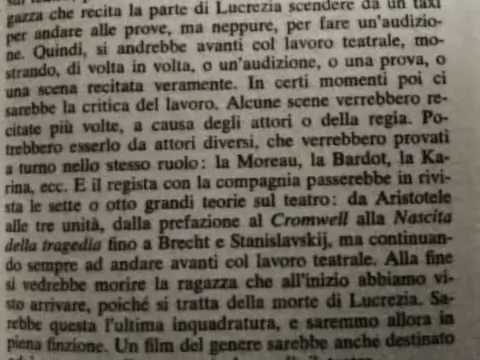 gazza che recita la parte di Lucrezia scendere da un taxi
per andare alle prove, ma neppure, per fare un'audizio-
ne. Quindi, si andrebbe avanti col lavoro teatrale, mo-
strando, di volta in volta, o un'audizione, o una prova, o
una scena recitata veramente. In certi momenti poi ci
sarebbe la critica del lavoro. Alcune scene verrebbero re-
citate più volte, a causa degli attori o della regia. Po-
trebbero esserlo da attori diversi, che verrebbero provati
a turno nello stesso ruolo: la Moreau, la Bardot, la Ka-
rina, ecc. E il regista con la compagnia passerebbe in rivi-
sta le sette o otto grandi teorie sul teatro: da Aristotele
alle tre unità, dalla prefazione al Cromwell alla Nascita
della tragedia fino a Brecht e Stanislavskij, ma continuan-
do sempre ad andare avanti col lavoro teatrale. Alla fine
si vedrebbe morire la ragazza che all'inizio abbiamo vi-
sto arrivare, poiché si tratta della morte di Lucrezia. Sa-
rebbe questa l'ultima inquadratura, e saremmo allora in
piena finzione. Un film del genere sarebbe anche destinato